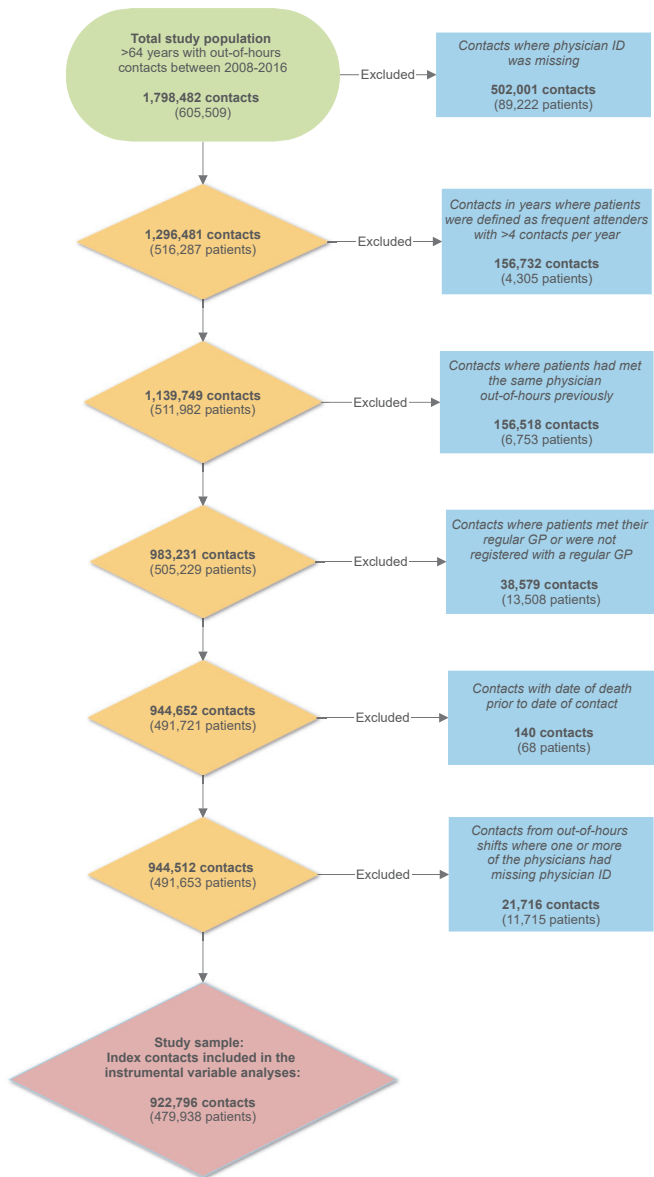 Total study population
>64 years with out-of-hours
contacts between 2008-2016
1,798,482 contacts
(605,509)
Excluded
Contacts where physician ID
was missing
502,001 contacts
(89,222 patients)
1,296,481 contacts
(516,287 patients)
Excluded
Contacts in years where patients
were defined as frequent attenders
with >4 contacts per year
156,732 contacts
(4,305 patients)
1,139,749 contacts
(511,982 patients)
Excluded
Contacts where patients had met
the same physician
out-of-hours previously
156,518 contacts
(6,753 patients)
983,231 contacts
(505,229 patients)
Excluded
Contacts where patients met their
regular GP or were not
registered with a regular GP
38,579 contacts
(13,508 patients)
944,652 contacts
(491,721 patients)
Excluded
Contacts with date of death
prior to date of contact
140 contacts
(68 patients)
944,512 contacts
(491,653 patients)
Excluded
Contacts from out-of-hours
shifts where one or more
of the physicians had
missing physician ID
21,716 contacts
(11,715 patients)
Study sample:
Index contacts included in the
instrumental variable analyses:
922,796 contacts
(479,938 patients)